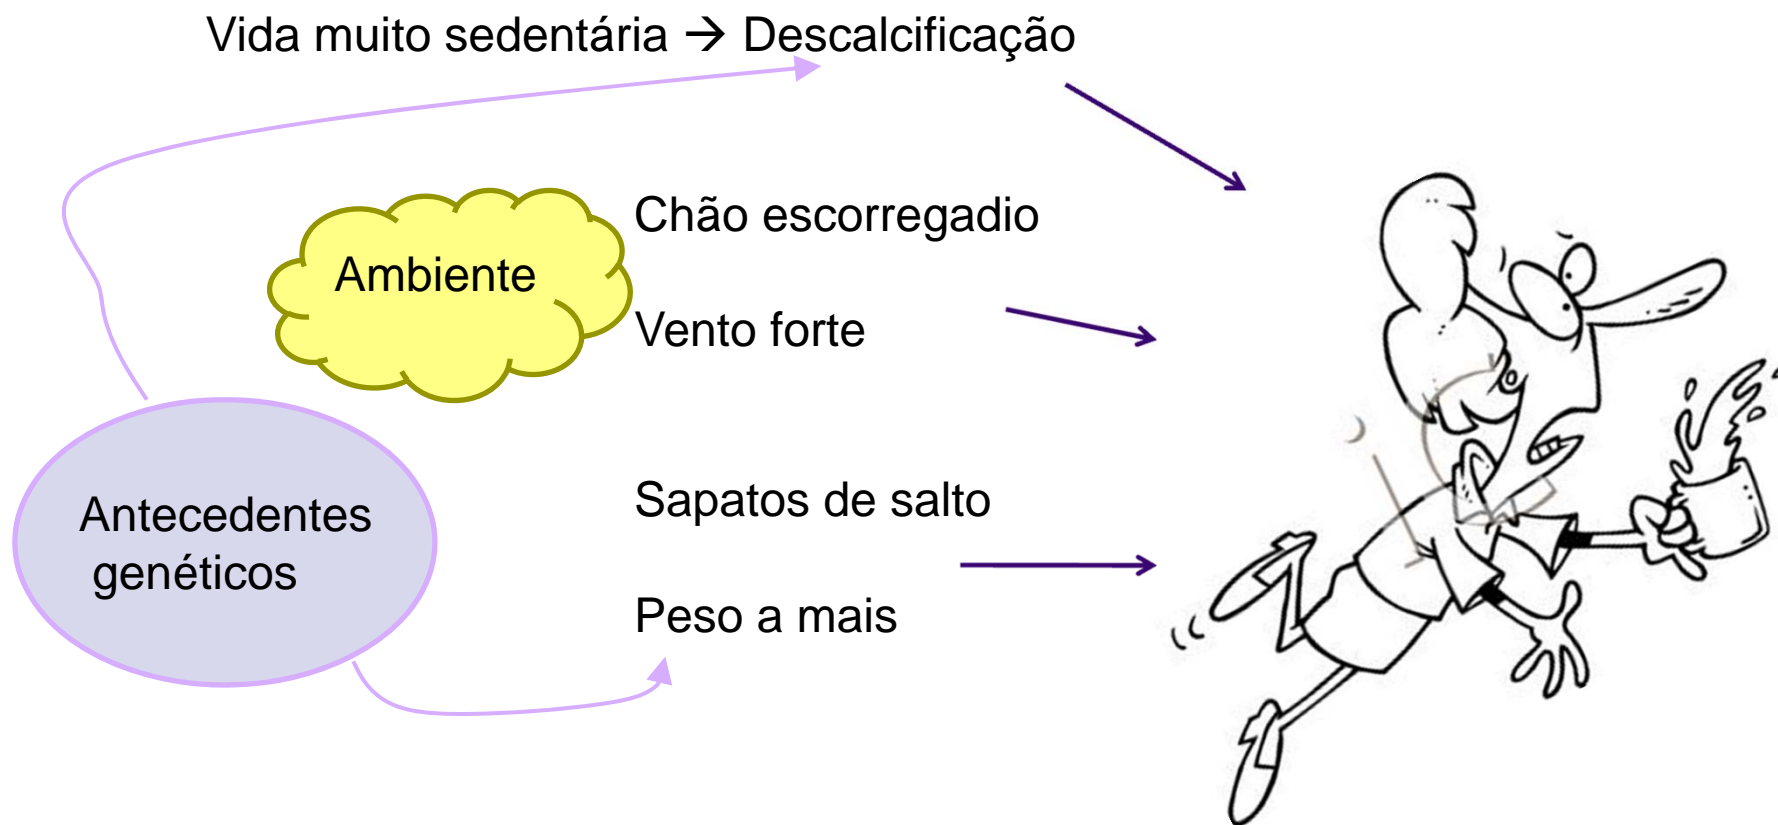 Vida muito sedentária → Descalcificação
Chão escorregadio
Ambiente
Vento forte
Antecedentes
genéticos
Sapatos de salto
Peso a mais